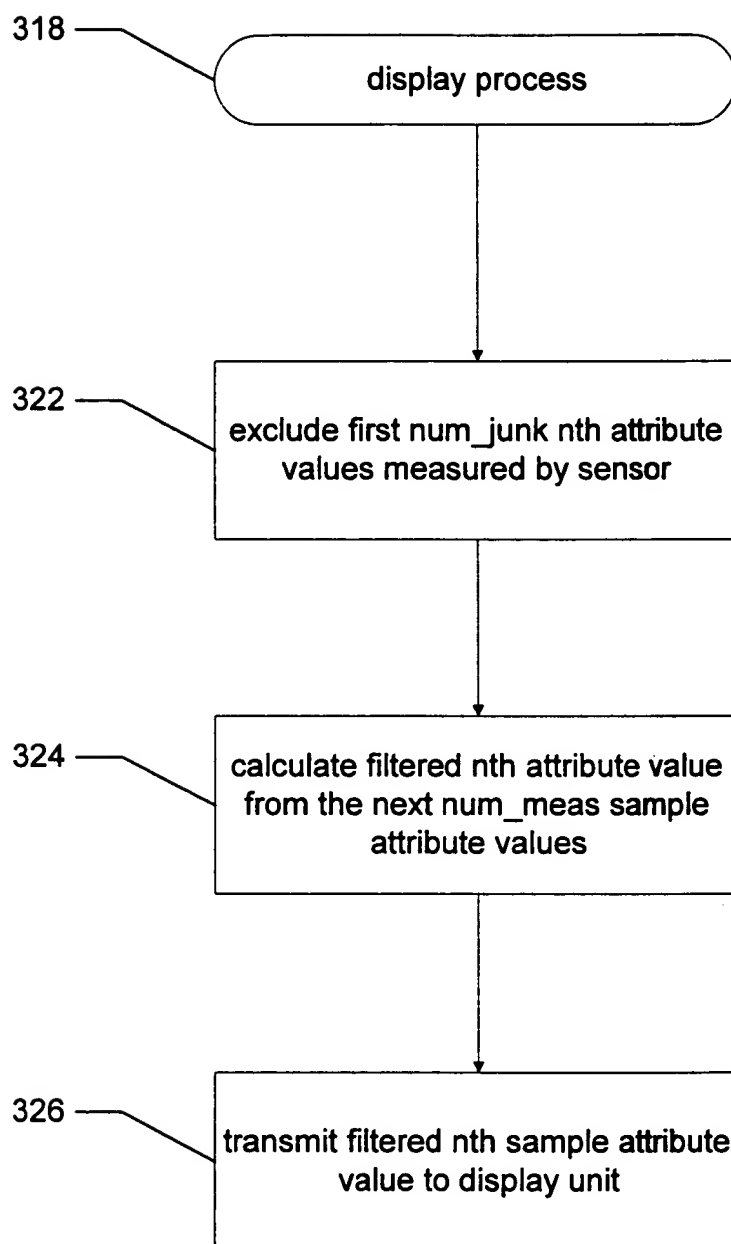 318
display process
322
exclude first num_junk nth attribute
values measured by sensor
324
calculate filtered nth attribute value
from the next num_meas sample
attribute values
326
transmit filtered nth sample attribute
value to display unit